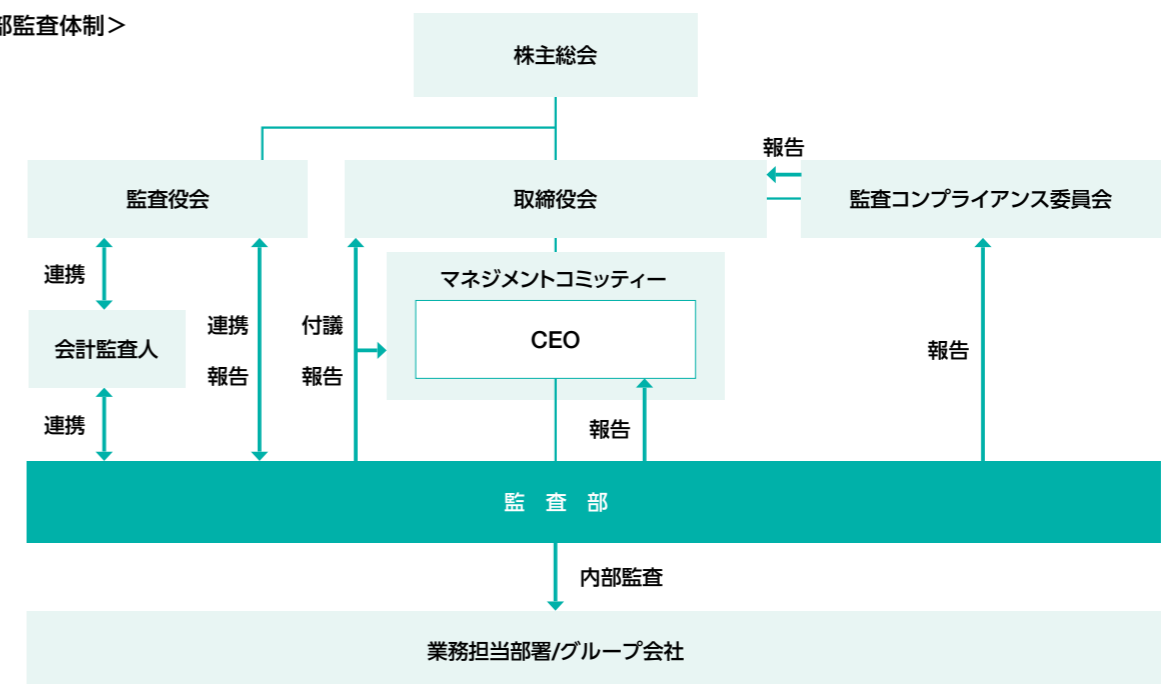 部監査体制＞
株主総会
報告
監査役会
取締役会
監査コンプライアンス委員会
連携
マネジメントコミッティー
CEO
会計監査人
連携
報告
付議
報告
報告
連携
報告
監 査 部
内部監査
業務担当部署/グループ会社